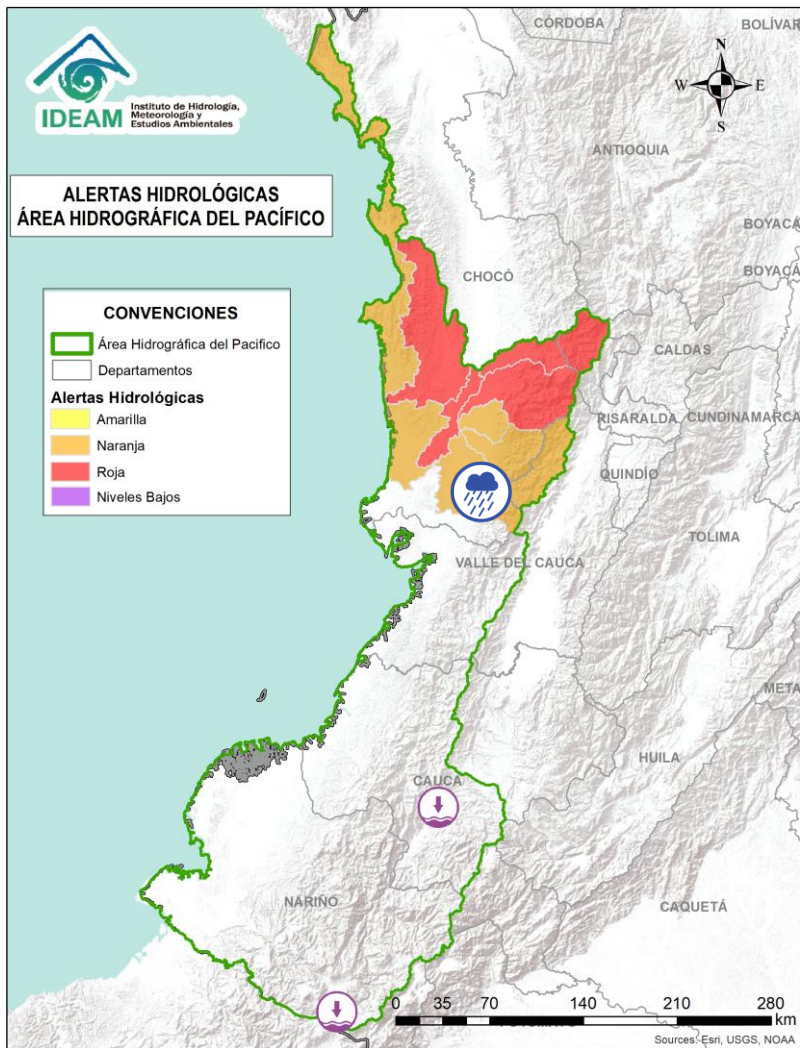 CÓRDOBA
BOLÍVAR
IDEAM
Instituto de Hidrología,
Meteorología y
Estudios Ambientales
N
W
E
S
ANTIOQUIA
ALERTAS HIDROLÓGICAS
ÁREA HIDROGRÁFICA DEL PACÍFICO
BOYACÁ
BOYACÁ
CHOCÓ
CONVENCIONES
Área Hidrográfica del Pacifico
Departamentos
Alertas Hidrológicas
Amarilla
Naranja
Roja
Niveles Bajos
CALDAS
RISARALDA
CUNDINAMARCA
QUINDÍO
TOLIMA
VALLE DEL CAUCA
META
HUILA
CAUCA
NARIÑO
CAQUETÁ
0 35 70 140 210 280
km
Sources: Esri, USGS, NOAA